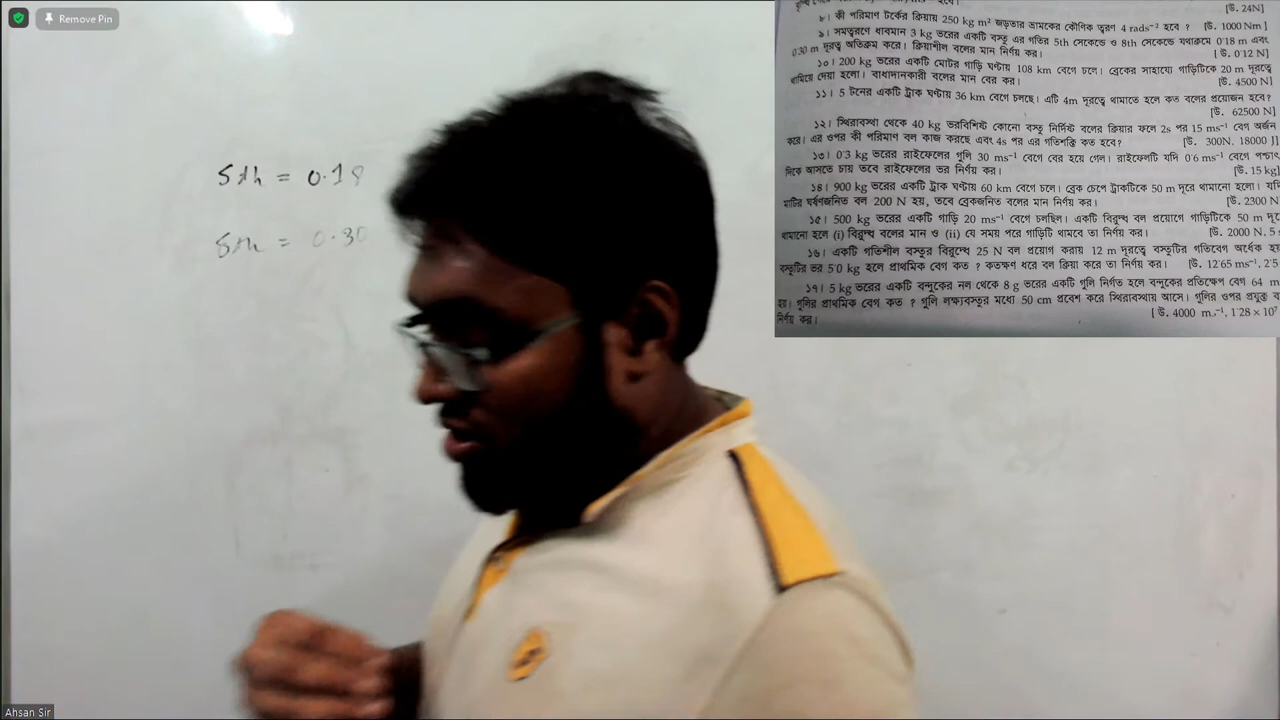 Remove Pin
[উ. 24N]
৮। কী পরিমাণ টর্কের ক্রিয়ায় 250 kg m² জড়তার ভ্রামকের কৌণিক ত্বরণ 4 rads⁻² হবে ? [উ. 1000 Nm ]
৯। সমত্বরণে ধাবমান 3 kg ভরের একটি বস্তু এর গতির 5th সেকেন্ডে ও 8th সেকেন্ডে যথাক্রমে 0·18 m এবং
0·30 m দূরত্ব অতিক্রম করে। ক্রিয়াশীল বলের মান নির্ণয় কর। [ উ. 0·12 N]
১০। 200 kg ভরের একটি মোটর গাড়ি ঘণ্টায় 108 km বেগে চলে। ব্রেকের সাহায্যে গাড়িটিকে 20 m দূরত্বে
থামিয়ে দেয়া হলো। বাধাদানকারী বলের মান বের কর। [উ. 4500 N]
১১। 5 টনের একটি ট্রাক ঘণ্টায় 36 km বেগে চলছে। এটি 4m দূরত্বে থামাতে হলে কত বলের প্রয়োজন হবে?
[উ. 62500 N]
১২। স্থিরাবস্থা থেকে 40 kg ভরবিশিষ্ট কোনো বস্তু নির্দিষ্ট বলের ক্রিয়ার ফলে 2s পর 15 ms⁻¹ বেগ অর্জন
করে। এর ওপর কী পরিমাণ বল কাজ করছে এবং 4s পর এর গতিশক্তি কত হবে? [উ. 300N. 18000 J]
১৩। 0·3 kg ভরের রাইফেলের গুলি 30 ms⁻¹ বেগে বের হয়ে গেল। রাইফেলটি যদি 0·6 ms⁻¹ বেগে পশ্চাৎ
দিকে আসতে চায় তবে রাইফেলের ভর নির্ণয় কর। [উ. 15 kg]
১৪। 900 kg ভরের একটি ট্রাক ঘণ্টায় 60 km বেগে চলে। ব্রেক চেপে ট্রাকটিকে 50 m দূরে থামানো হলো। যদি
মাটির ঘর্ষণজনিত বল 200 N হয়, তবে ব্রেকজনিত বলের মান নির্ণয় কর। [উ. 2300 N
১৫। 500 kg ভরের একটি গাড়ি 20 ms⁻¹ বেগে চলছিল। একটি বিরুদ্ধ বল প্রয়োগে গাড়িটিকে 50 m দূ
থামানো হলে (i) বিরুদ্ধ বলের মান ও (ii) যে সময় পরে গাড়িটি থামবে তা নির্ণয় কর। [উ. 2000 N, 5
১৬। একটি গতিশীল বস্তুর বিরুদ্ধে 25 N বল প্রয়োগ করায় 12 m দূরত্বে বস্তুটির গতিবেগ অর্ধেক হ
বস্তুটির ভর 5·0 kg হলে প্রাথমিক বেগ কত ? কতক্ষণ ধরে বল ক্রিয়া করে তা নির্ণয় কর। [উ. 12·65 ms⁻¹, 2·5
১৭। 5 kg ভরের একটি বন্দুকের নল থেকে 8 g ভরের একটি গুলি নির্গত হলে বন্দুকের প্রতিক্ষেপ বেগ 64 m
হয়। গুলির প্রাথমিক বেগ কত ? গুলি লক্ষ্যবস্তুর মধ্যে 50 cm প্রবেশ করে স্থিরাবস্থায় আসে। গুলির ওপর প্রযুক্ত ব
নির্ণয় কর। [উ. 4000 m.⁻¹, 1·28 × 10⁷
5th = 0.18
8th = 0.30
Ahsan Sir